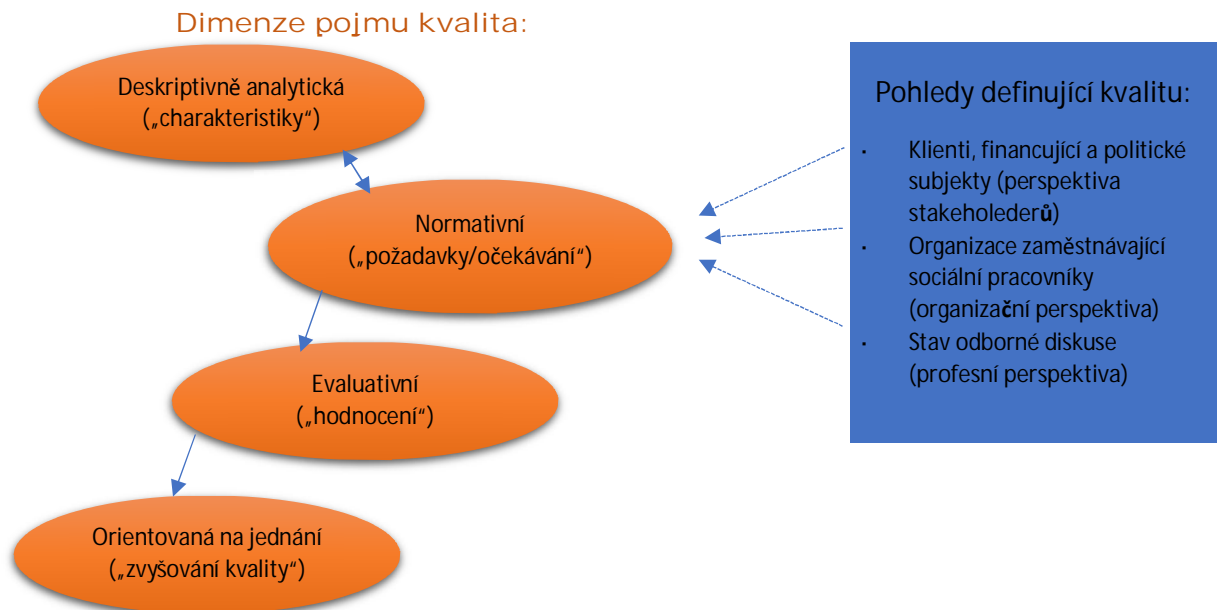 Dimenze pojmu kvalita:
Deskriptivně analytická
(„charakteristiky“)
Normativní
(„požadavky/očekávání“)
Evaluativní
(„hodnocení“)
Orientovaná na jednání
(„zvyšování kvality“)
Pohledy definující kvalitu:
• Klienti, financující a politické
subjekty (perspektiva
stakeholederů)
• Organizace zaměstnávající
sociální pracovníky
(organizační perspektiva)
• Stav odborné diskuse
(profesní perspektiva)